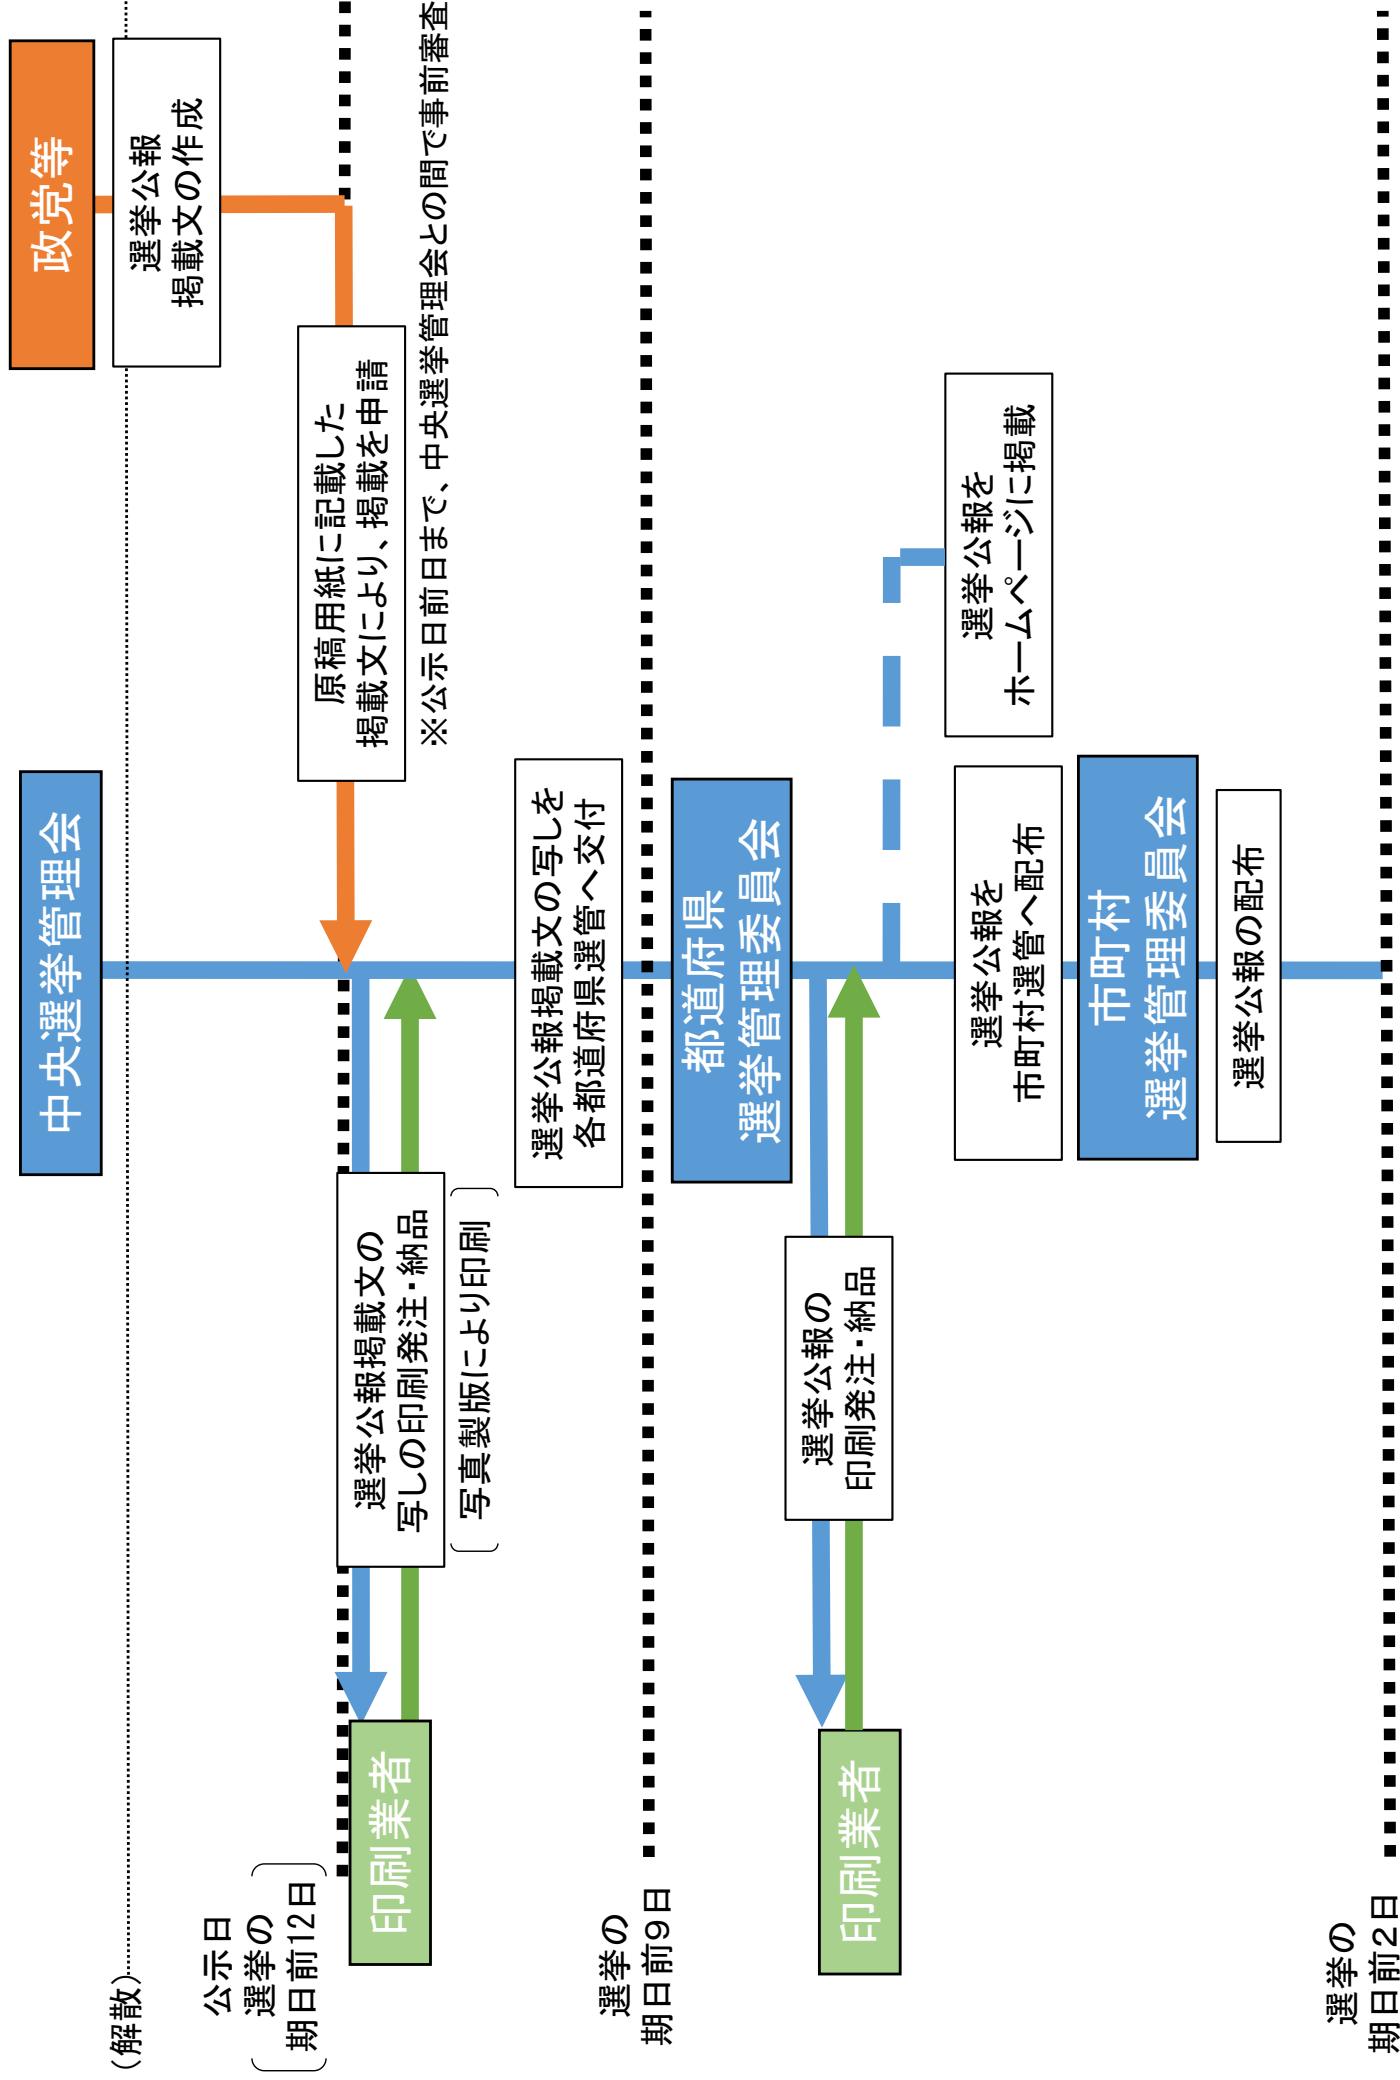 (解散)
公示日
選挙の
期日前12日
選挙の
期日前9日
選挙の
期日前2日
中央選挙管理会
政党等
選挙公報
掲載文の作成
原稿用紙に記載した
掲載文により、掲載を申請
※公示日前日まで、中央選挙管理会との間で事前審査
印刷業者
選挙公報掲載文の
写しの印刷発注・納品
写真製版により印刷
選挙公報掲載文の写しを
各都道府県選管へ交付
都道府県
選挙管理委員会
印刷業者
選挙公報の
印刷発注・納品
選挙公報を
ホームページに掲載
選挙公報を
市町村選管へ配布
市町村
選挙管理委員会
選挙公報の配布